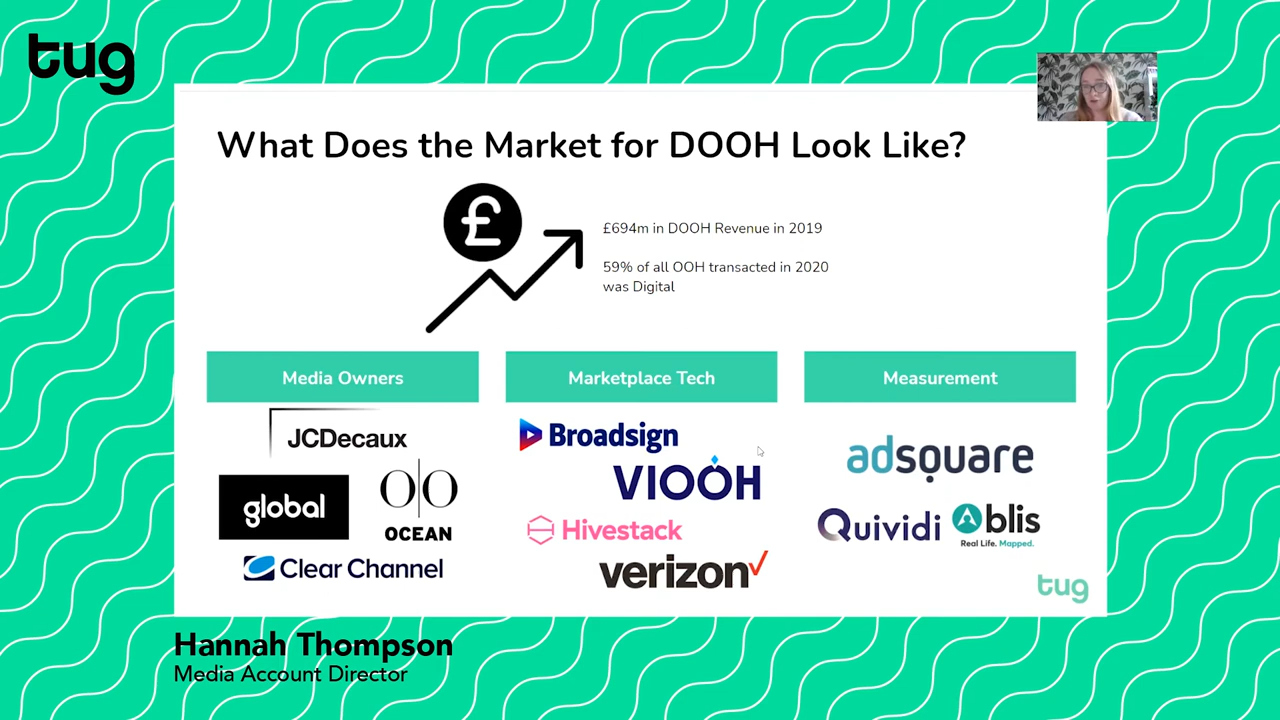 tug
What Does the Market for DOOH Look Like?
£
£694m in DOOH Revenue in 2019
59% of all OOH transacted in 2020
was Digital
Media Owners
Marketplace Tech
Measurement
JCDecaux
global
O|O
OCEAN
Clear Channel
Broadsign
VIOOH
Hivestack
verizon✓
adsquare
Quividi
blis
Real Life. Mapped.
tug
Hannah Thompson
Media Account Director